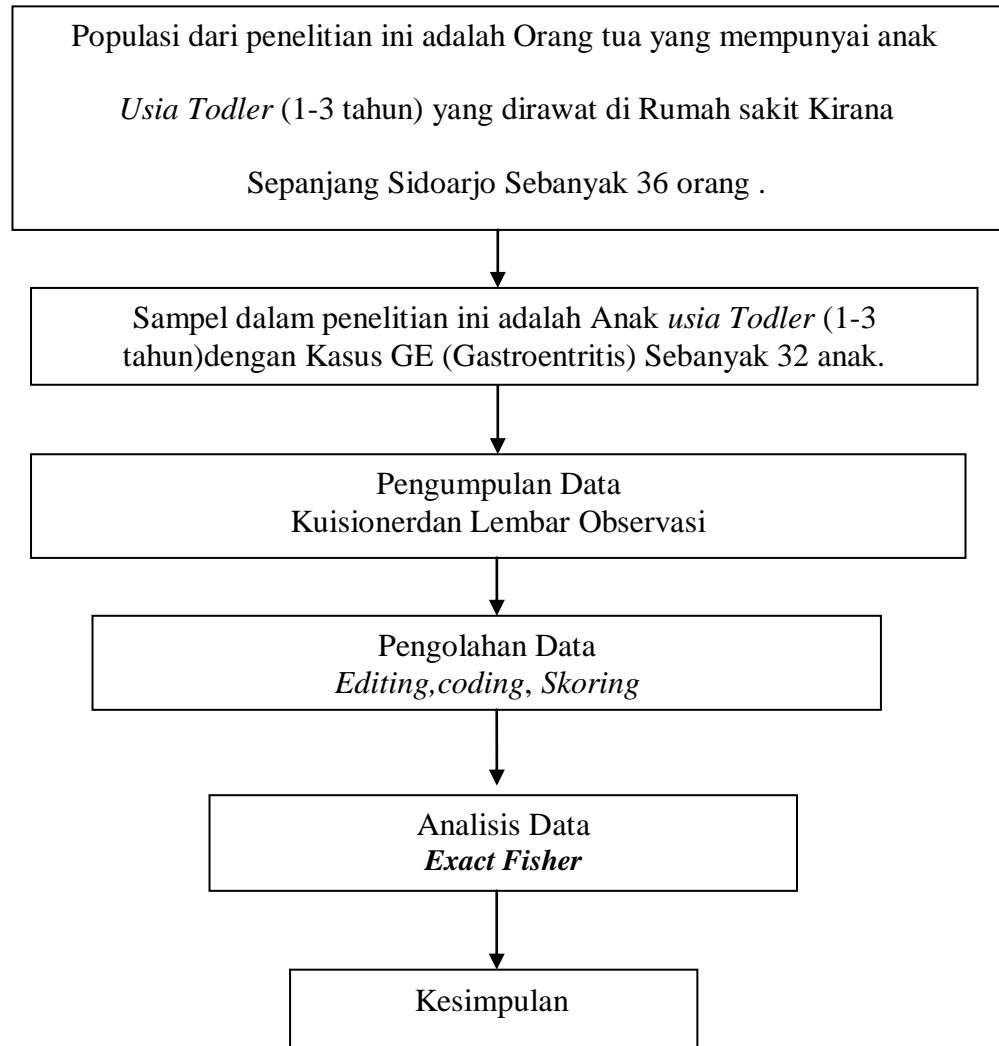 Populasi dari penelitian ini adalah Orang tua yang mempunyai anak
Usia Todler (1-3 tahun) yang dirawat di Rumah sakit Kirana
Sepanjang Sidoarjo Sebanyak 36 orang .
Sampel dalam penelitian ini adalah Anak usia Todler (1-3
tahun)dengan Kasus GE (Gastroentritis) Sebanyak 32 anak.
Pengumpulan Data
Kuisionerdan Lembar Observasi
Pengolahan Data
Editing,coding, Skoring
Analisis Data
Exact Fisher
Kesimpulan